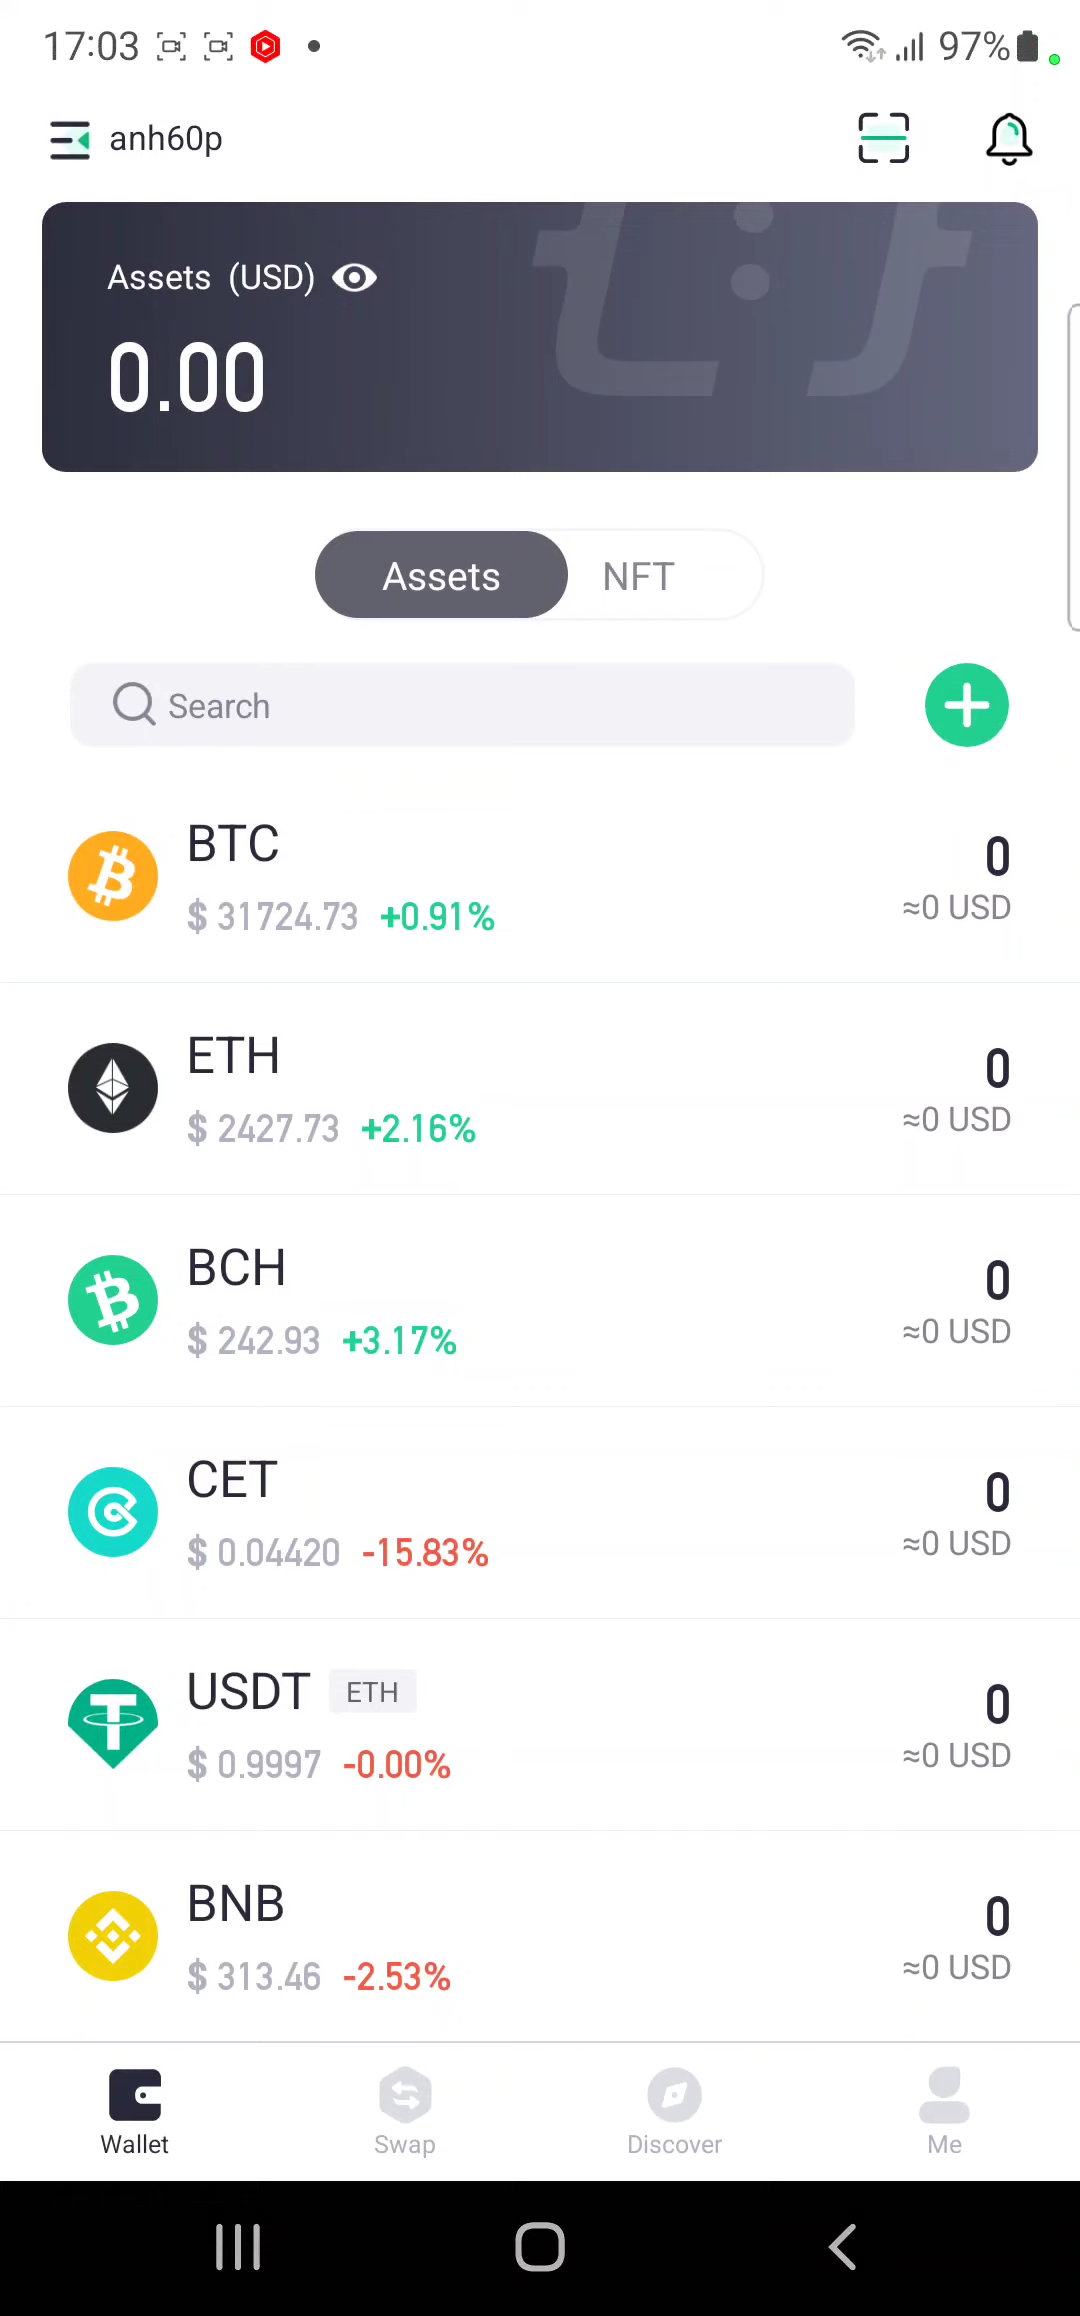 17:03 97%
anh60p
Assets (USD)
0.00
Assets NFT
Search
BTC 0
$ 31724.73 +0.91% ≈0 USD
ETH 0
$ 2427.73 +2.16% ≈0 USD
BCH 0
$ 242.93 +3.17% ≈0 USD
CET 0
$ 0.04420 -15.83% ≈0 USD
USDT ETH 0
$ 0.9997 -0.00% ≈0 USD
BNB 0
$ 313.46 -2.53% ≈0 USD
Wallet Swap Discover Me